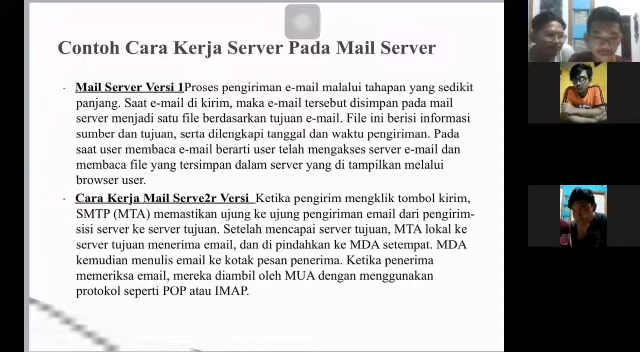 Contoh Cara Kerja Server Pada Mail Server
Mail Server Versi 1Proses pengiriman e-mail malalui tahapan yang sedikit
panjang. Saat e-mail di kirim, maka e-mail tersebut disimpan pada mail
server menjadi satu file berdasarkan tujuan e-mail. File ini berisi informasi
sumber dan tujuan, serta dilengkapi tanggal dan waktu pengiriman. Pada
saat user membaca e-mail berarti user telah mengakses server e-mail dan
membaca file yang tersimpan dalam server yang di tampilkan melalui
browser user.
Cara Kerja Mail Serve2r Versi Ketika pengirim mengklik tombol kirim,
SMTP (MTA) memastikan ujung ke ujung pengiriman email dari pengirim-
sisi server ke server tujuan. Setelah mencapai server tujuan, MTA lokal ke
server tujuan menerima email, dan di pindahkan ke MDA setempat. MDA
kemudian menulis email ke kotak pesan penerima. Ketika penerima
memeriksa email, mereka diambil oleh MUA dengan menggunakan
protokol seperti POP atau IMAP.